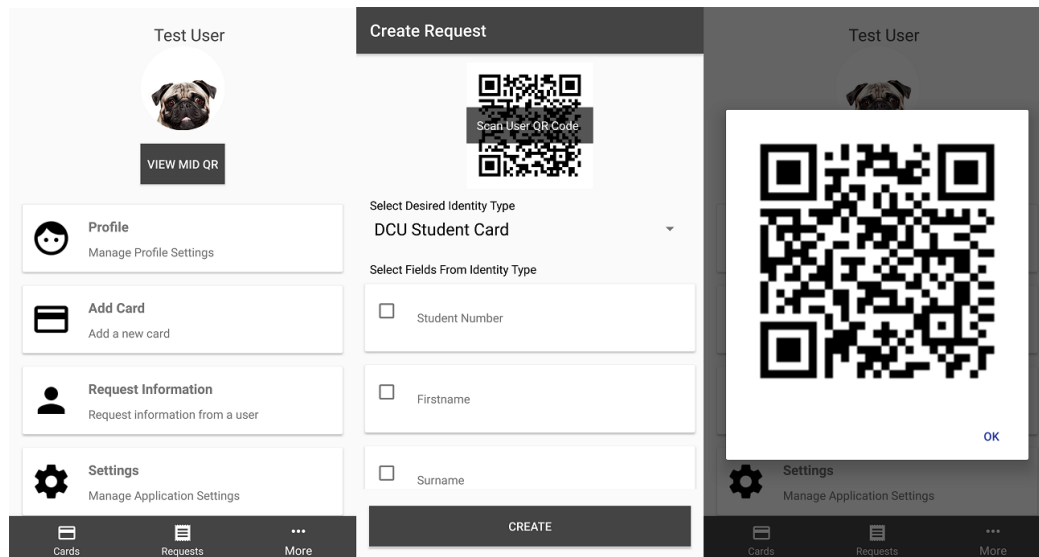 Test User
VIEW MID QR
Profile
Manage Profile Settings
Add Card
Add a new card
Request Information
Request information from a user
Settings
Manage Application Settings
Cards
Requests
More
Create Request
Scan User QR Code
Select Desired Identity Type
DCU Student Card
Select Fields From Identity Type
Student Number
Firstname
Surname
CREATE
Test User
OK
Settings
Manage Application Settings
Cards
Requests
More